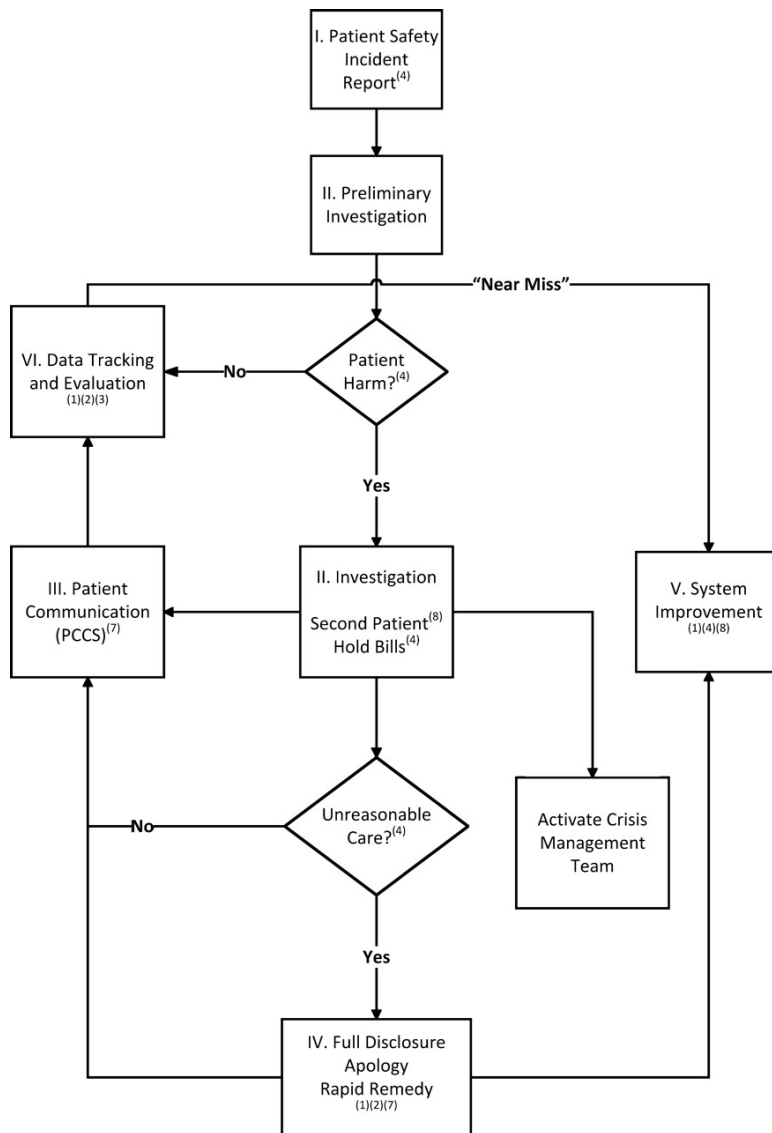 I. Patient Safety
Incident
Report(4)
II. Preliminary
Investigation
“Near Miss”
VI. Data Tracking
and Evaluation
(1)(2)(3)
No
Patient
Harm?(4)
Yes
III. Patient
Communication
(PCCS)(7)
II. Investigation
Second Patient(8)
Hold Bills(4)
V. System
Improvement
(1)(4)(8)
No
Unreasonable
Care?(4)
Activate Crisis
Management
Team
Yes
IV. Full Disclosure
Apology
Rapid Remedy
(1)(2)(7)